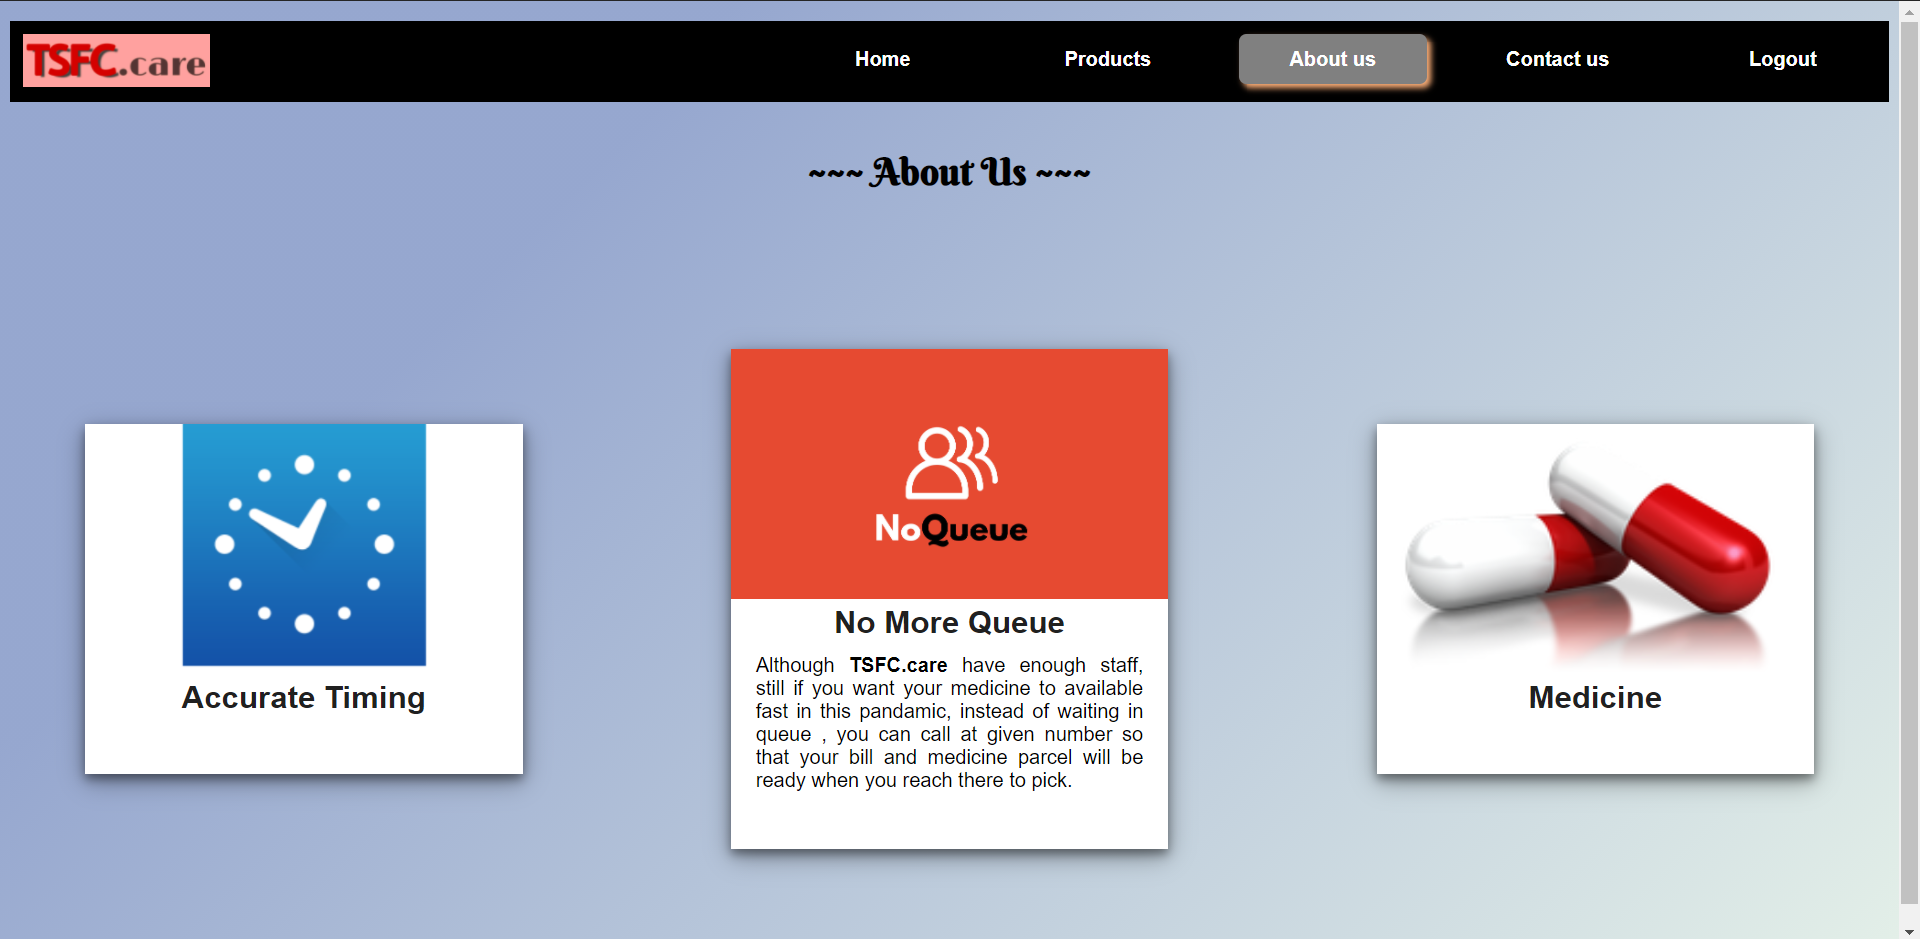 TSFC.care
Home
Products
About us
Contact us
Logout
~~~ About Us ~~~
Accurate Timing
NoQueue
No More Queue
Although TSFC.care have enough staff,
still if you want your medicine to available
fast in this pandamic, instead of waiting in
queue , you can call at given number so
that your bill and medicine parcel will be
ready when you reach there to pick.
Medicine